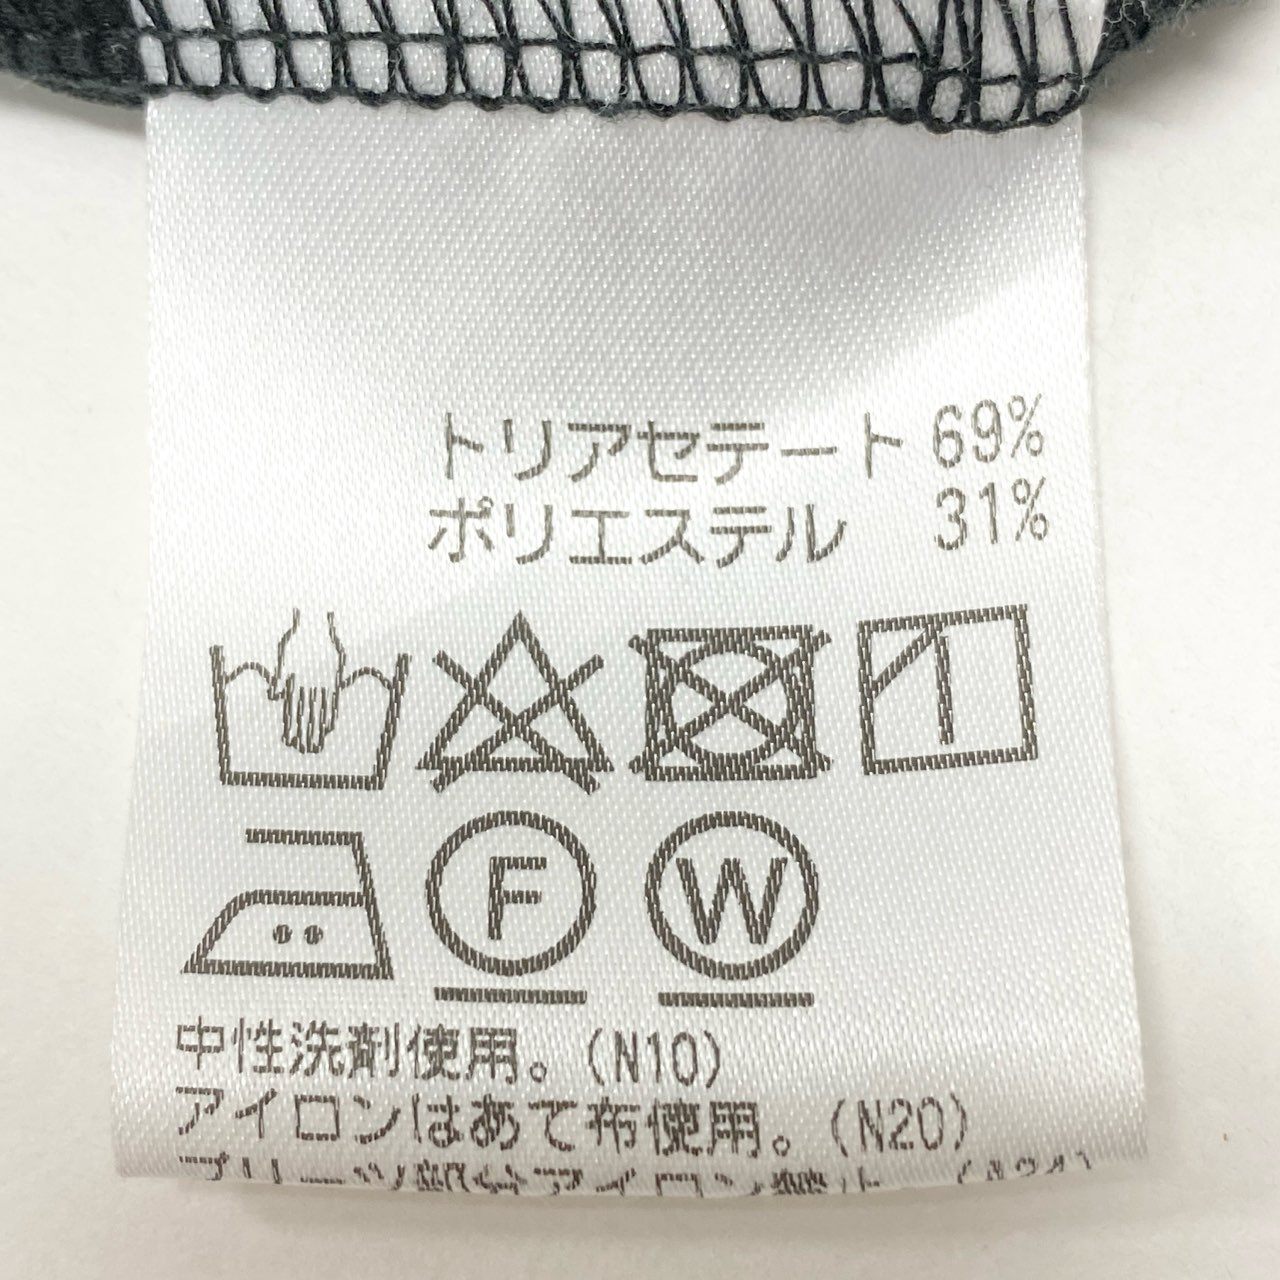 トリアセテート 69%
ポリエステル 31%
F
W
中性洗剤使用。(N10)
アイロンはあて布使用。(N20)